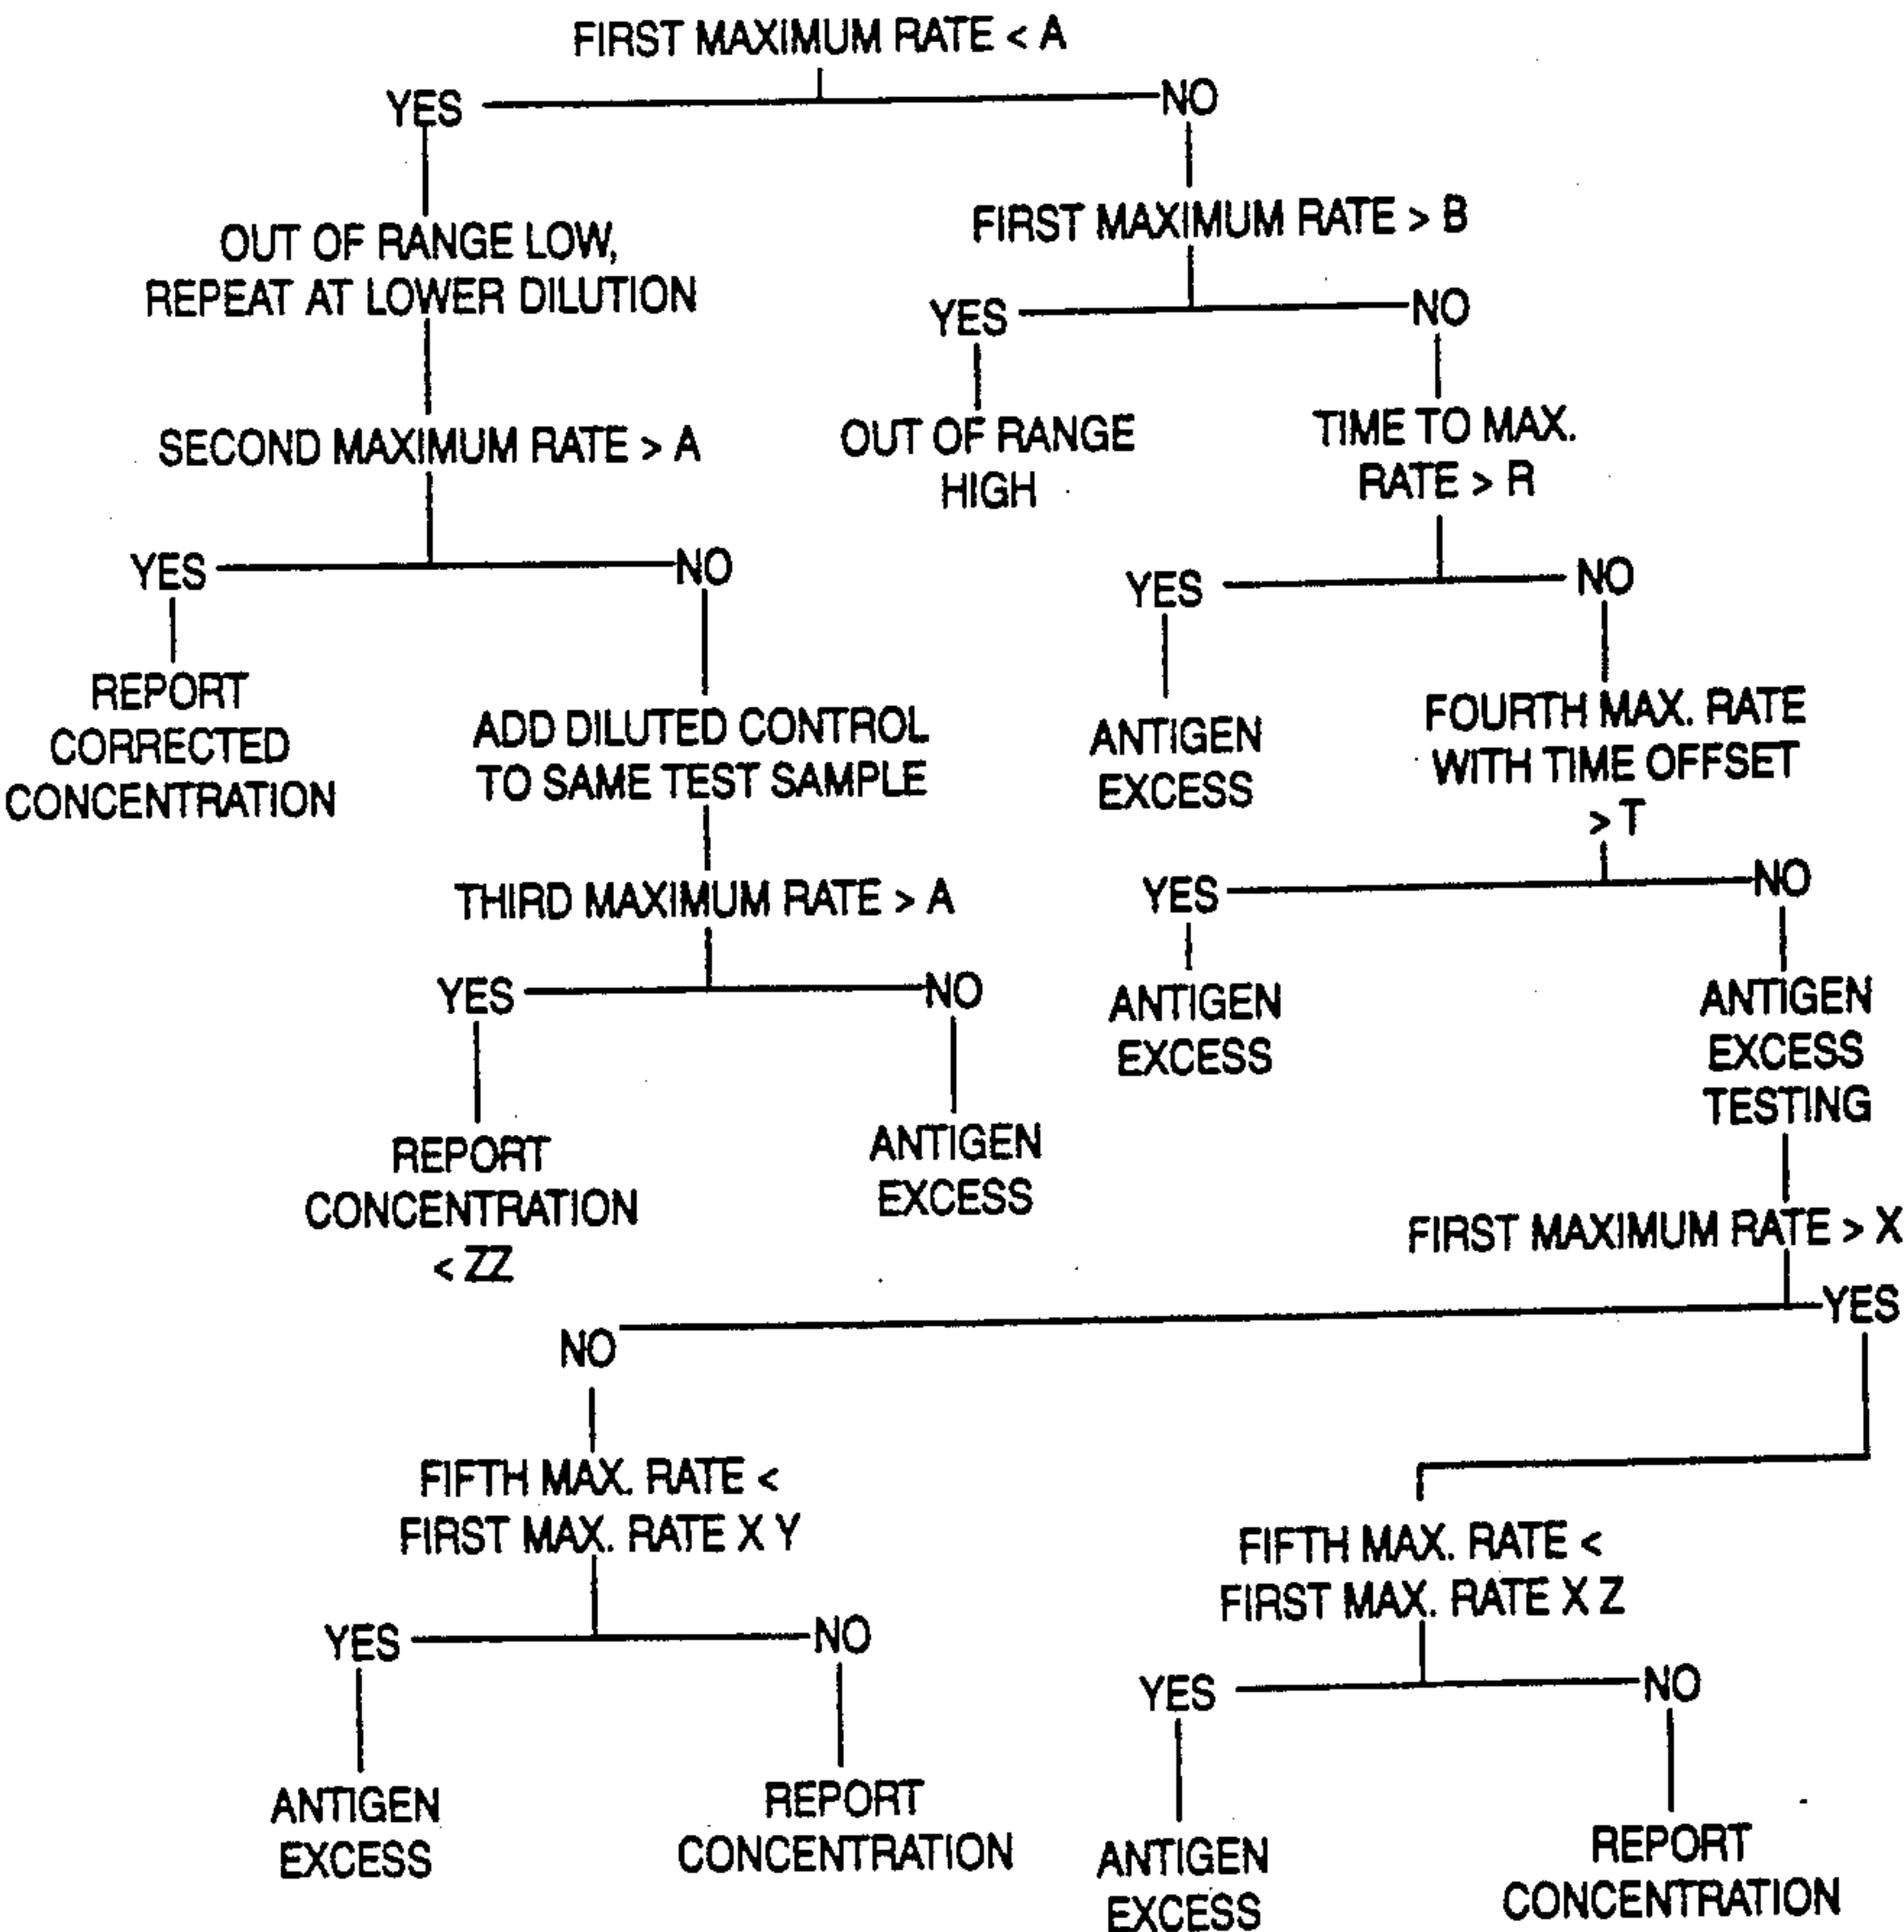 FIRST MAXIMUM RATE < A
YES
NO
OUT OF RANGE LOW,
REPEAT AT LOWER DILUTION
FIRST MAXIMUM RATE > B
YES
NO
SECOND MAXIMUM RATE > A
OUT OF RANGE
HIGH
TIME TO MAX.
RATE > R
YES
NO
YES
NO
REPORT
CORRECTED
CONCENTRATION
ADD DILUTED CONTROL
TO SAME TEST SAMPLE
ANTIGEN
EXCESS
FOURTH MAX. RATE
WITH TIME OFFSET
> T
THIRD MAXIMUM RATE > A
YES
NO
YES
NO
ANTIGEN
EXCESS
ANTIGEN
EXCESS
TESTING
REPORT
CONCENTRATION
< ZZ
ANTIGEN
EXCESS
FIRST MAXIMUM RATE > X
NO
YES
FIFTH MAX. RATE <
FIRST MAX. RATE X Y
FIFTH MAX. RATE <
FIRST MAX. RATE X Z
YES
NO
YES
NO
ANTIGEN
EXCESS
REPORT
CONCENTRATION
ANTIGEN
EXCESS
REPORT
CONCENTRATION